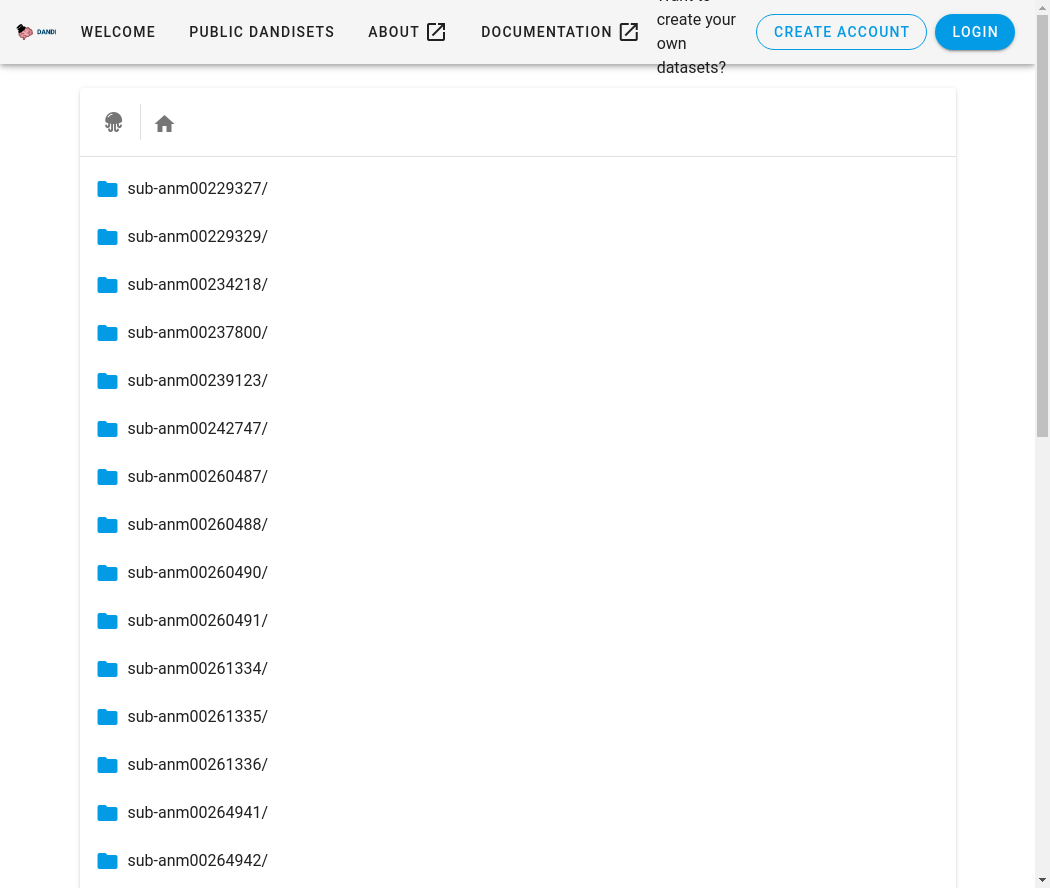 DANDI
WELCOME
PUBLIC DANDISETS
ABOUT
DOCUMENTATION
Want to
create your
own
datasets?
CREATE ACCOUNT
LOGIN
sub-anm00229327/
sub-anm00229329/
sub-anm00234218/
sub-anm00237800/
sub-anm00239123/
sub-anm00242747/
sub-anm00260487/
sub-anm00260488/
sub-anm00260490/
sub-anm00260491/
sub-anm00261334/
sub-anm00261335/
sub-anm00261336/
sub-anm00264941/
sub-anm00264942/